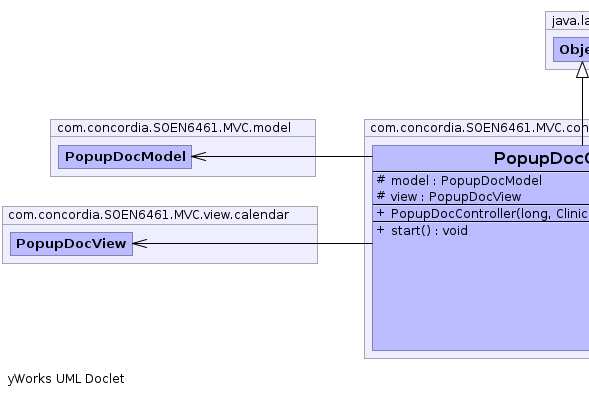 java.la
Obje
com.concordia.SOEN6461.MVC.model
PopupDocModel
com.concordia.SOEN6461.MVC.con
PopupDocC
# model : PopupDocModel
# view : PopupDocView
+ PopupDocController(long, Clinic
+ start() : void
com.concordia.SOEN6461.MVC.view.calendar
PopupDocView
yWorks UML Doclet